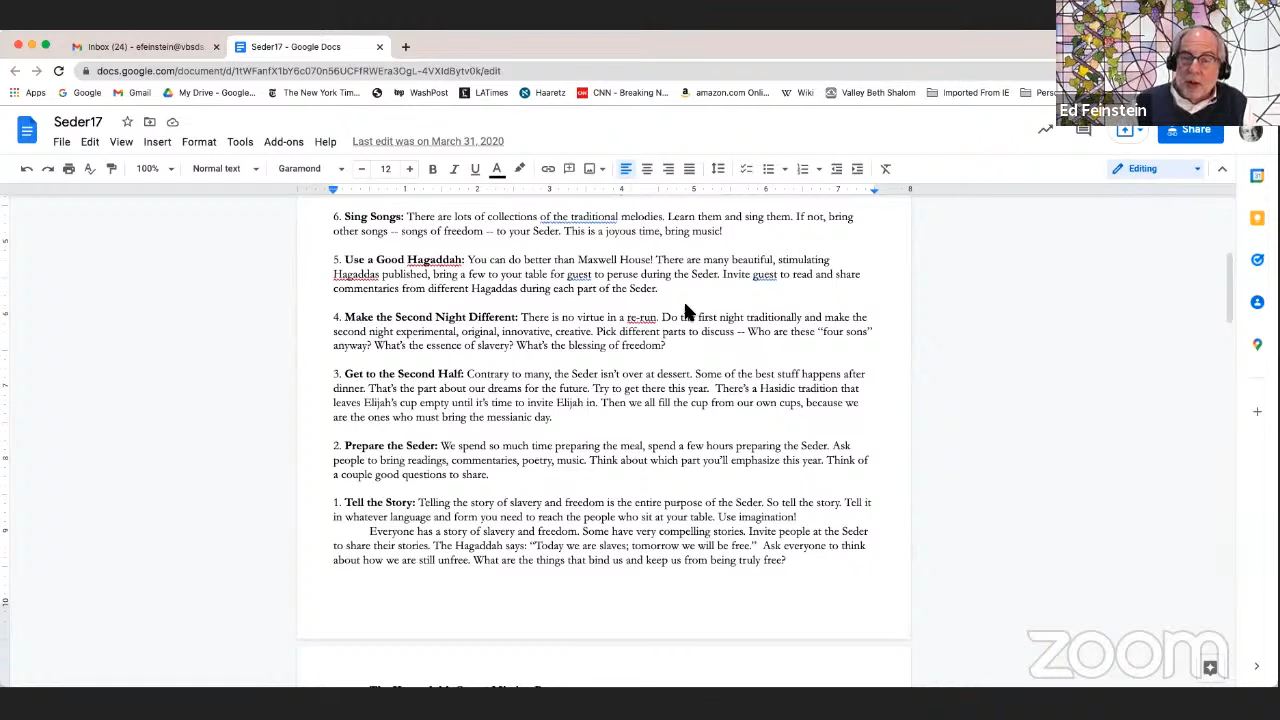 Inbox (24) - efeinstein@vbsds
Seder17 - Google Docs
docs.google.com/document/d/1tWFanfX1bY6c070n56UCFfRWEra3OgL-4VXIdBytv0k/edit
Apps Google Gmail My Drive - Google... The New York Tim... WashPost LATimes Haaretz CNN - Breaking N... amazon.com Onli... Wiki Valley Beth Shalom Imported From IE
Ed Feinstein
Seder17
Share
File Edit View Insert Format Tools Add-ons Help Last edit was on March 31, 2020
100% Normal text Garamond 12 B I U A Editing
1 2 3 4 5 6 7 8
6. Sing Songs: There are lots of collections of the traditional melodies. Learn them and sing them. If not, bring
other songs -- songs of freedom -- to your Seder. This is a joyous time, bring music!
5. Use a Good Hagaddah: You can do better than Maxwell House! There are many beautiful, stimulating
Hagaddas published, bring a few to your table for guest to peruse during the Seder. Invite guest to read and share
commentaries from different Hagaddas during each part of the Seder.
4. Make the Second Night Different: There is no virtue in a re-run. Do the first night traditionally and make the
second night experimental, original, innovative, creative. Pick different parts to discuss -- Who are these “four sons”
anyway? What’s the essence of slavery? What’s the blessing of freedom?
3. Get to the Second Half: Contrary to many, the Seder isn’t over at dessert. Some of the best stuff happens after
dinner. That’s the part about our dreams for the future. Try to get there this year. There’s a Hasidic tradition that
leaves Elijah’s cup empty until it’s time to invite Elijah in. Then we all fill the cup from our own cups, because we
are the ones who must bring the messianic day.
2. Prepare the Seder: We spend so much time preparing the meal, spend a few hours preparing the Seder. Ask
people to bring readings, commentaries, poetry, music. Think about which part you’ll emphasize this year. Think of
a couple good questions to share.
1. Tell the Story: Telling the story of slavery and freedom is the entire purpose of the Seder. So tell the story. Tell it
in whatever language and form you need to reach the people who sit at your table. Use imagination!
Everyone has a story of slavery and freedom. Some have very compelling stories. Invite people at the Seder
to share their stories. The Hagaddah says: “Today we are slaves; tomorrow we will be free.” Ask everyone to think
about how we are still unfree. What are the things that bind us and keep us from being truly free?
zoom